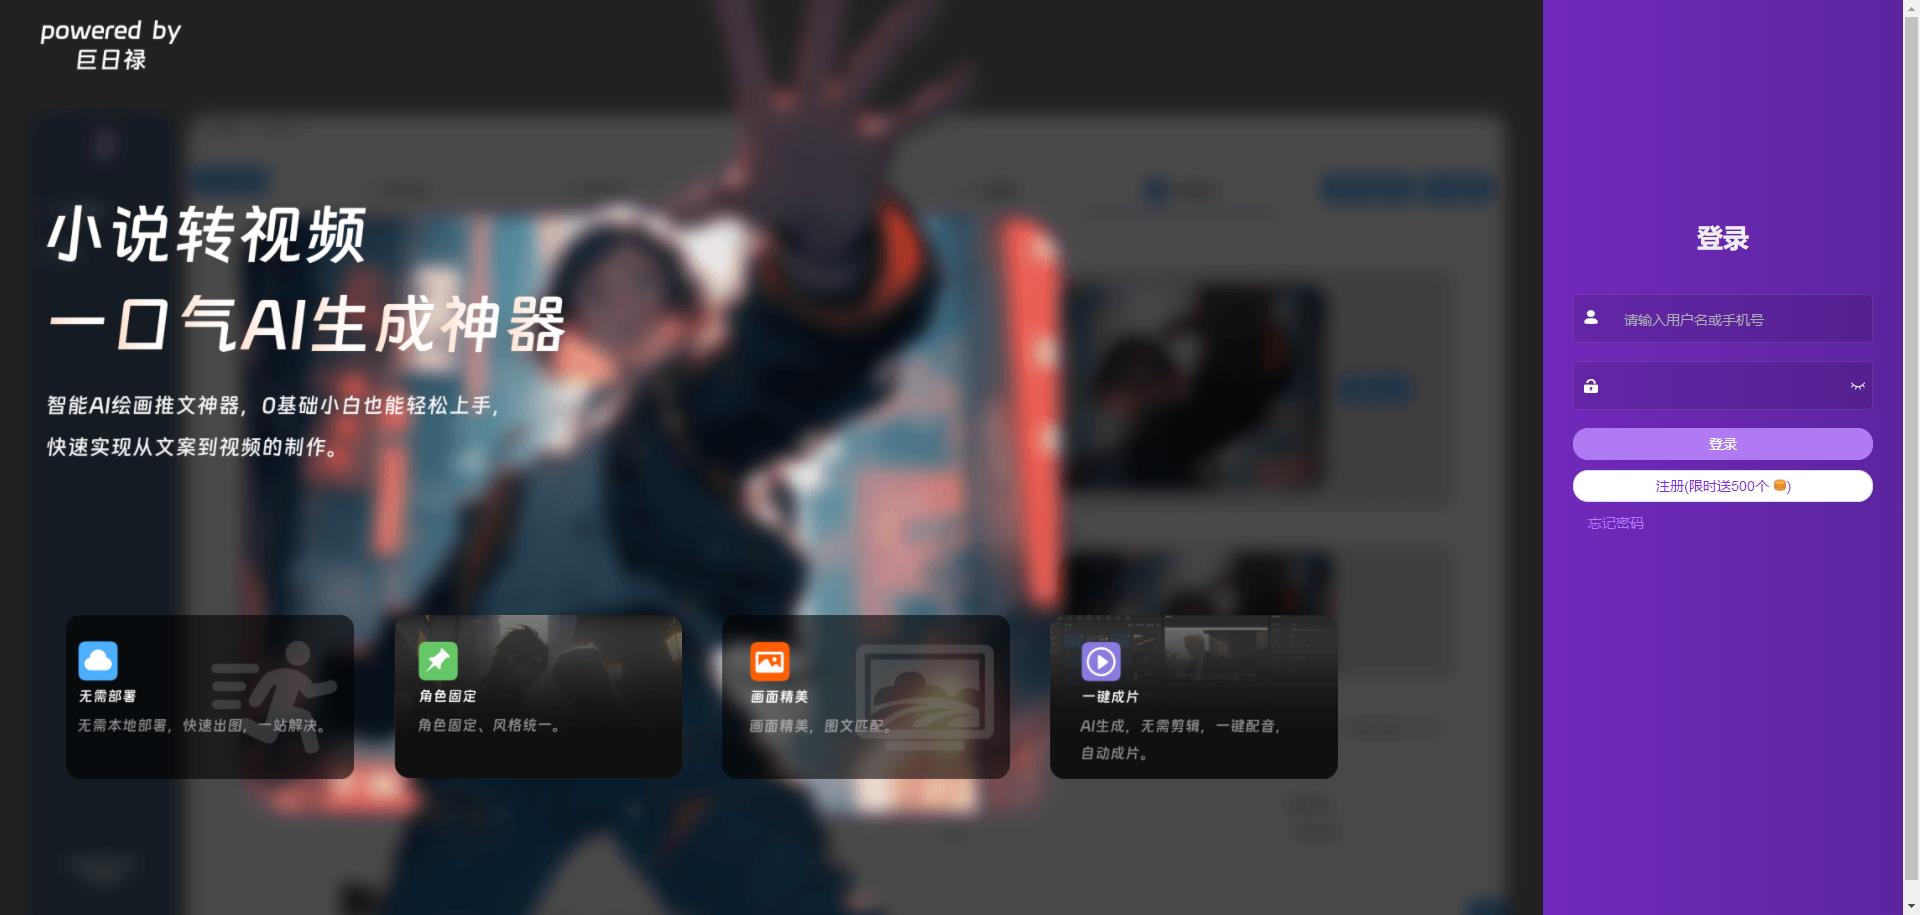 powered by
巨日禄
小说转视频
一口气AI生成神器
智能AI绘画推文神器，0基础小白也能轻松上手，
快速实现从文案到视频的制作。
无需部署
无需本地部署，快速出图，一站解决。
角色固定
角色固定、风格统一。
画面精美
画面精美，图文匹配。
一键成片
AI生成，无需剪辑，一键配音，
自动成片。
登录
请输入用户名或手机号
登录
注册(限时送500个)
忘记密码